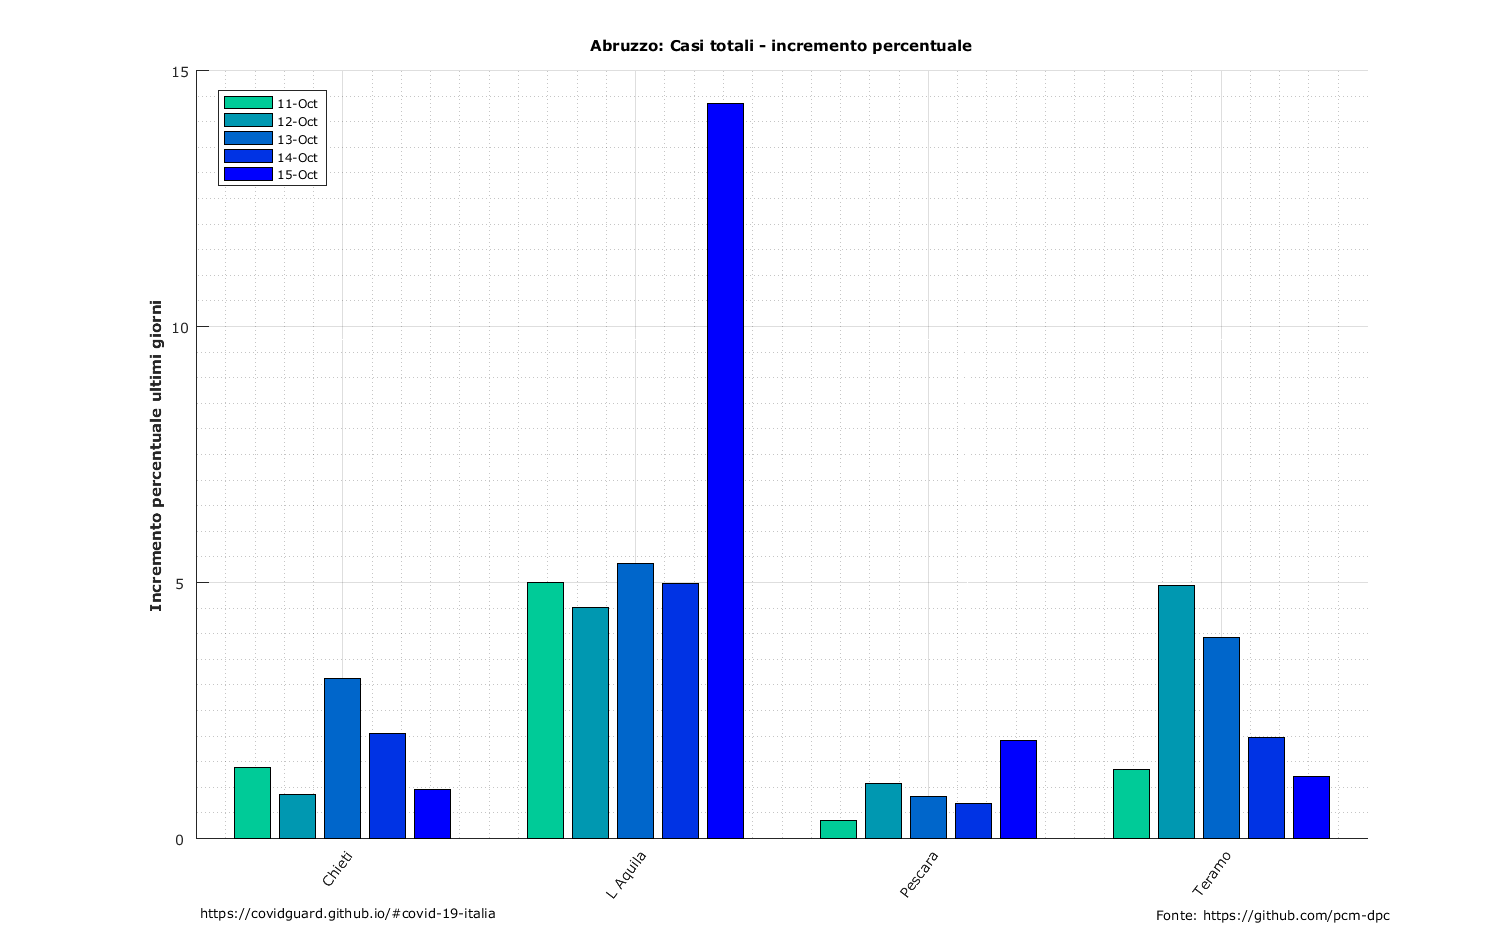 Abruzzo: Casi totali - incremento percentuale
15
11-Oct
12-Oct
13-Oct
14-Oct
15-Oct
10
5
0
Incremento percentuale ultimi giorni
Chieti
L Aquila
Pescara
Teramo
https://covidguard.github.io/#covid-19-italia
Fonte: https://github.com/pcm-dpc